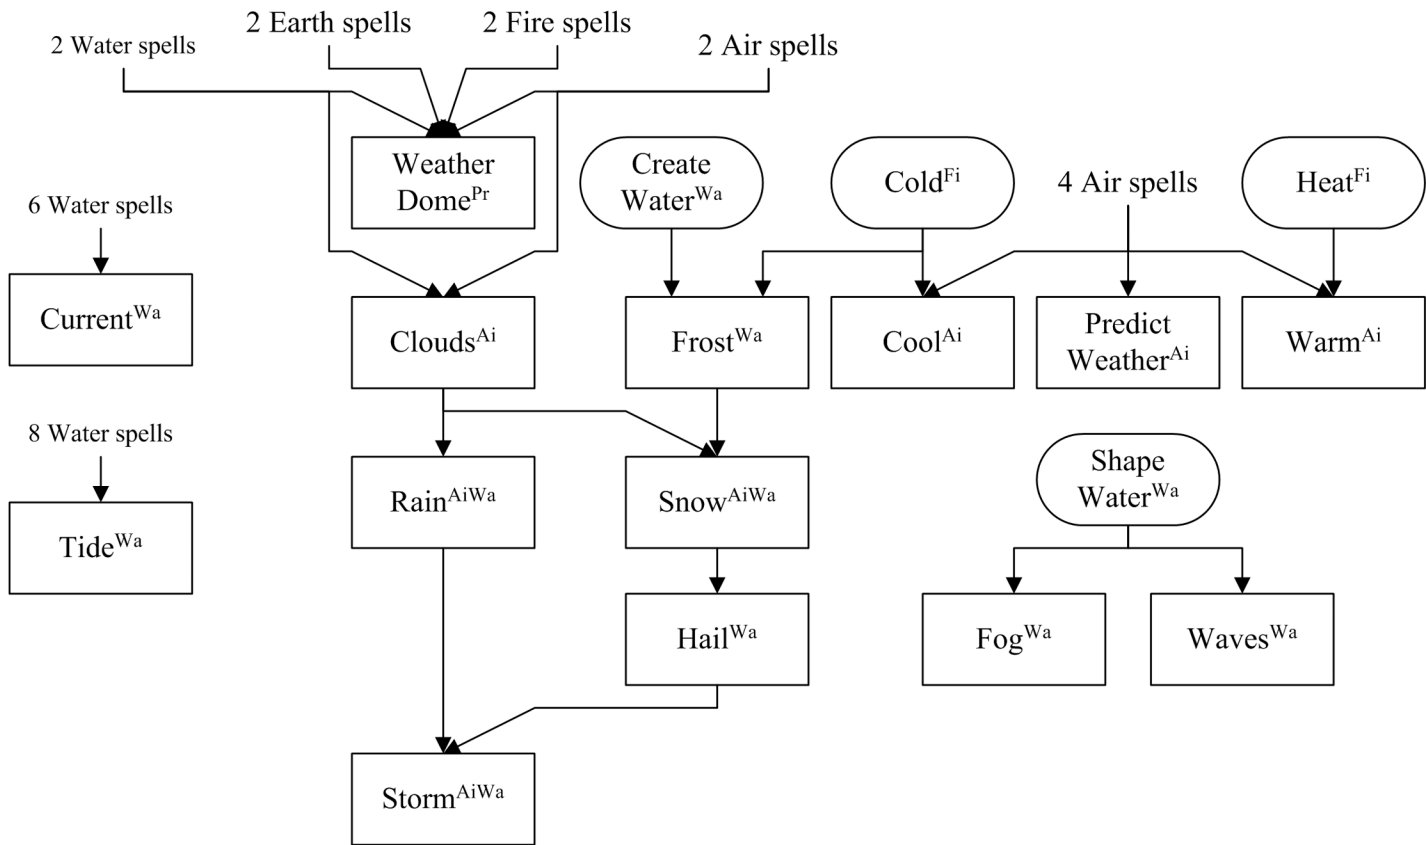 2 Water spells
2 Earth spells
2 Fire spells
2 Air spells
Weather
Dome^Pr
Create
Water^Wa
Cold^Fi
4 Air spells
Heat^Fi
6 Water spells
Current^Wa
Clouds^Ai
Frost^Wa
Cool^Ai
Predict
Weather^Ai
Warm^Ai
8 Water spells
Tide^Wa
Rain^AiWa
Snow^AiWa
Shape
Water^Wa
Hail^Wa
Fog^Wa
Waves^Wa
Storm^AiWa